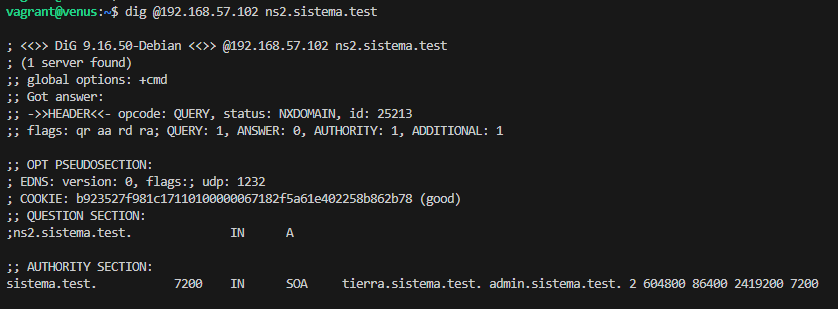 vagrant@venus:~$ dig @192.168.57.102 ns2.sistema.test
; <<>> DiG 9.16.50-Debian <<>> @192.168.57.102 ns2.sistema.test
; (1 server found)
;; global options: +cmd
;; Got answer:
;; ->>HEADER<<- opcode: QUERY, status: NXDOMAIN, id: 25213
;; flags: qr aa rd ra; QUERY: 1, ANSWER: 0, AUTHORITY: 1, ADDITIONAL: 1
;; OPT PSEUDOSECTION:
; EDNS: version: 0, flags:; udp: 1232
; COOKIE: b923527f981c17110100000067182f5a61e402258b862b78 (good)
;; QUESTION SECTION:
;ns2.sistema.test. IN A
;; AUTHORITY SECTION:
sistema.test. 7200 IN SOA tierra.sistema.test. admin.sistema.test. 2 604800 86400 2419200 7200